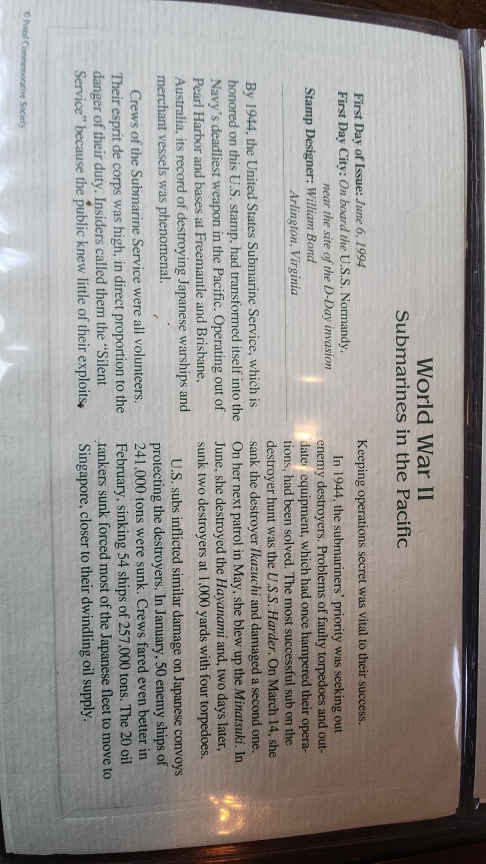 World War II
Submarines in the Pacific
First Day of Issue: June 6, 1994
First Day City: On board the U.S.S. Normandy,
near the site of the D-Day invasion
Stamp Designer: William Bond
Arlington, Virginia
By 1944, the United States Submarine Service, which is
honored on this U.S. stamp, had transformed itself into the
Navy's deadliest weapon in the Pacific. Operating out of
Pearl Harbor and bases at Freemantle and Brisbane,
Australia, its record of destroying Japanese warships and
merchant vessels was phenomenal.
Crews of the Submarine Service were all volunteers.
Their esprit de corps was high, in direct proportion to the
danger of their duty. Insiders called them the "Silent
Service" because the public knew little of their exploits.
Keeping operations secret was vital to their success.
In 1944, the submariners' priority was seeking out
enemy destroyers. Problems of faulty torpedoes and out-
dated equipment, which had once hampered their opera-
tions, had been solved. The most successful sub on the
destroyer hunt was the U.S.S. Harder. On March 14, she
sank the destroyer Ikazuchi and damaged a second one.
On her next patrol in May, she blew up the Minatsuki. In
June, she destroyed the Hayanami and, two days later,
sunk two destroyers at 1,000 yards with four torpedoes.
U.S. subs inflicted similar damage on Japanese convoys
protecting the destroyers. In January, 50 enemy ships of
241,000 tons were sunk. Crews fared even better in
February, sinking 54 ships of 257,000 tons. The 20 oil
tankers sunk forced most of the Japanese fleet to move to
Singapore, closer to their dwindling oil supply.
© Postal Commemorative Society